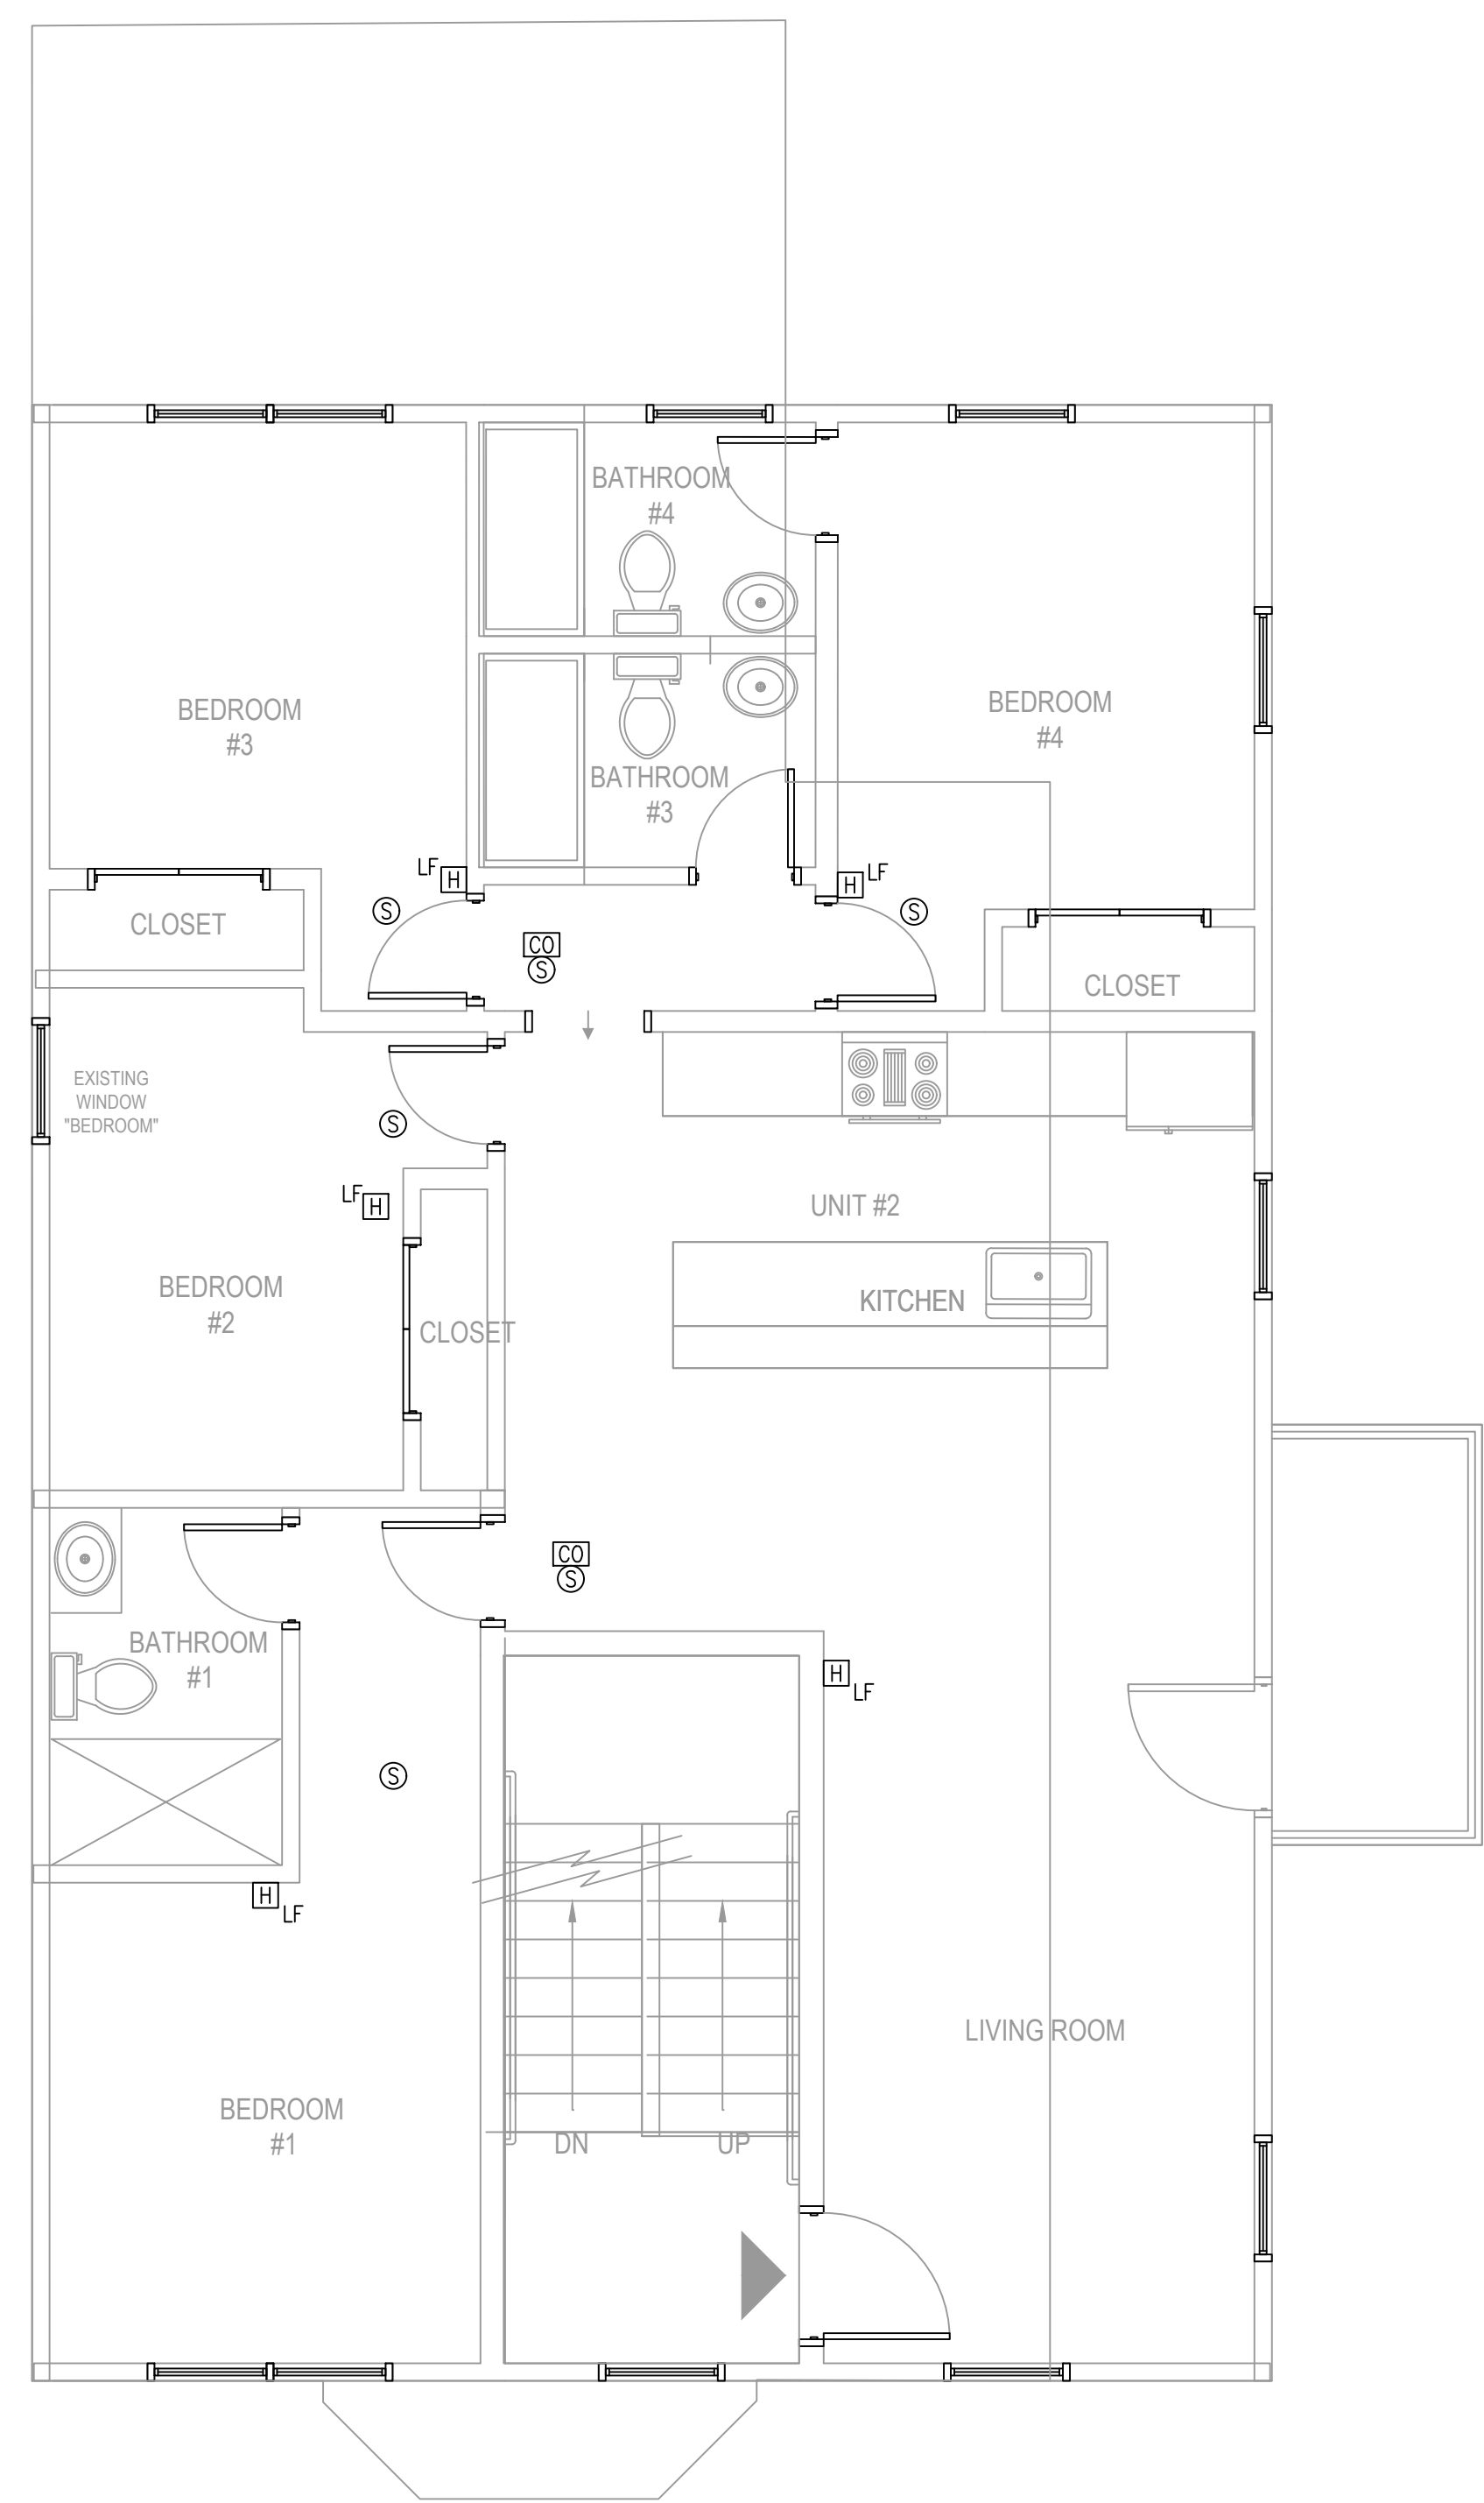 BATHROOM
#4
BEDROOM
#3
BEDROOM
#4
BATHROOM
#3
LF
H
H
LF
S
S
CLOSET
CO
S
CLOSET
EXISTING
WINDOW
"BEDROOM"
S
LF
H
UNIT #2
BEDROOM
#2
KITCHEN
CLOSET
CO
S
BATHROOM
#1
H
LF
S
H
LF
LIVING ROOM
BEDROOM
#1
DN
UP